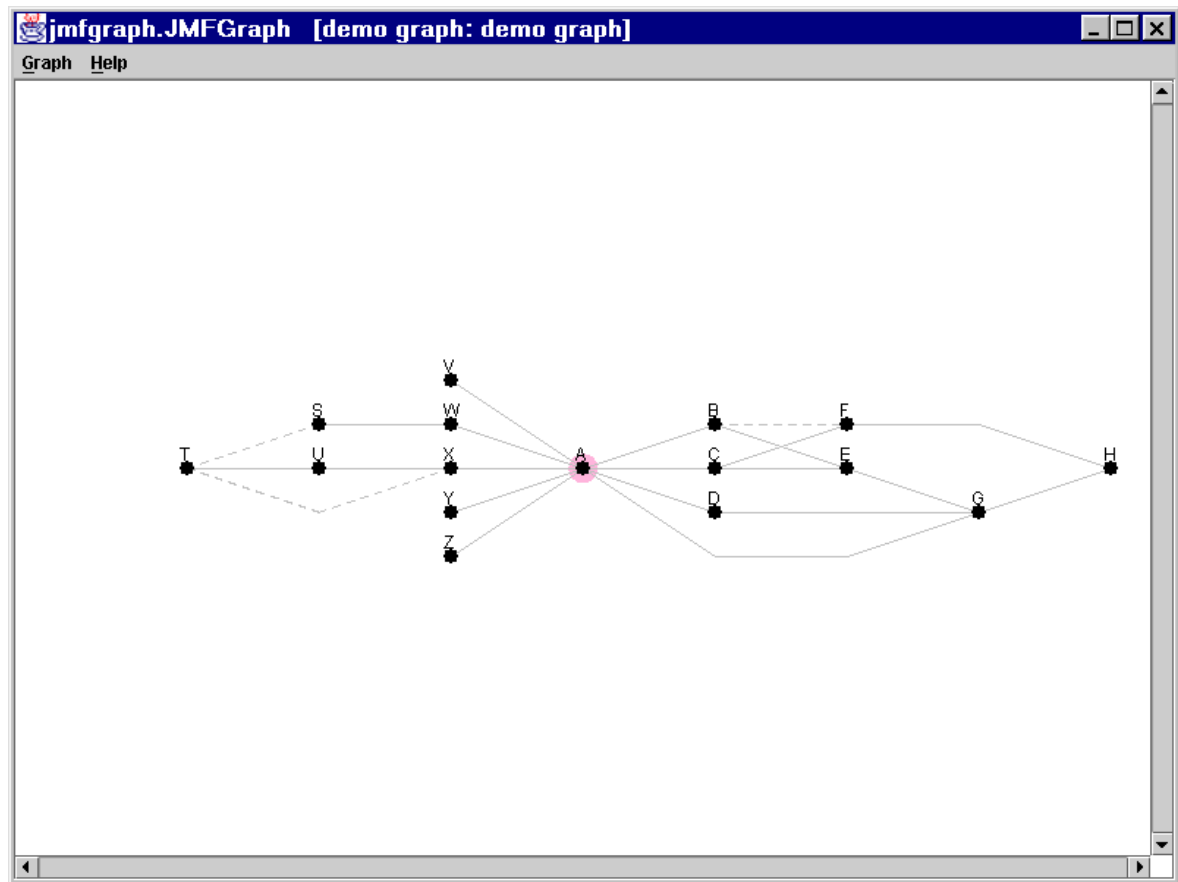 jmfgraph.JMFGraph [demo graph: demo graph]
Graph Help
V
S W B F
T U X A C E H
Y D G
Z